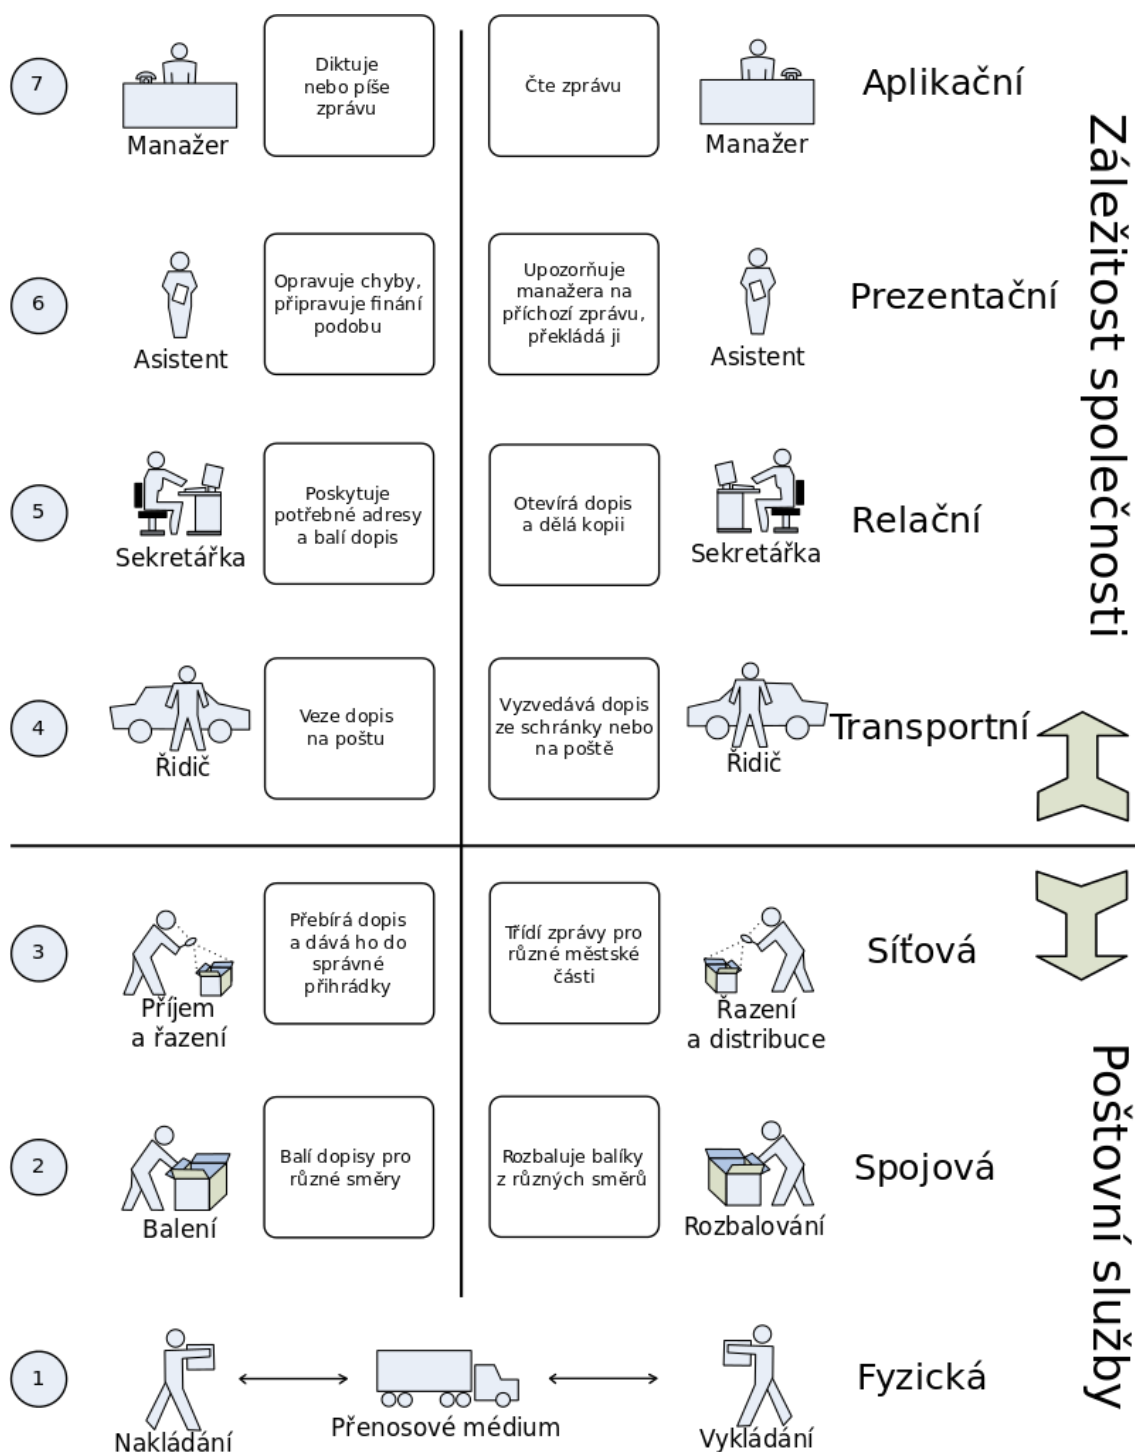 7
Manažer
Diktuje
nebo píše
zprávu
Čte zprávu
Manažer
Aplikační
6
Asistent
Opravuje chyby,
připravuje finání
podobu
Upozorňuje
manažera na
příchozí zprávu,
překládá ji
Asistent
Prezentační
5
Sekretářka
Poskytuje
potřebné adresy
a balí dopis
Otevírá dopis
a dělá kopii
Sekretářka
Relační
4
Řidič
Veze dopis
na poštu
Vyzvedává dopis
ze schránky nebo
na poště
Řidič
Transportní
Záležitost společnosti
3
Příjem
a řazení
Přebírá dopis
a dává ho do
správné
přihrádky
Třídí zprávy pro
různé městské
části
Řazení
a distribuce
Síťová
2
Balení
Balí dopisy pro
různé směry
Rozbaluje balíky
z různých směrů
Rozbalování
Spojová
1
Nakládání
Přenosové médium
Vykládání
Fyzická
Poštovní služby